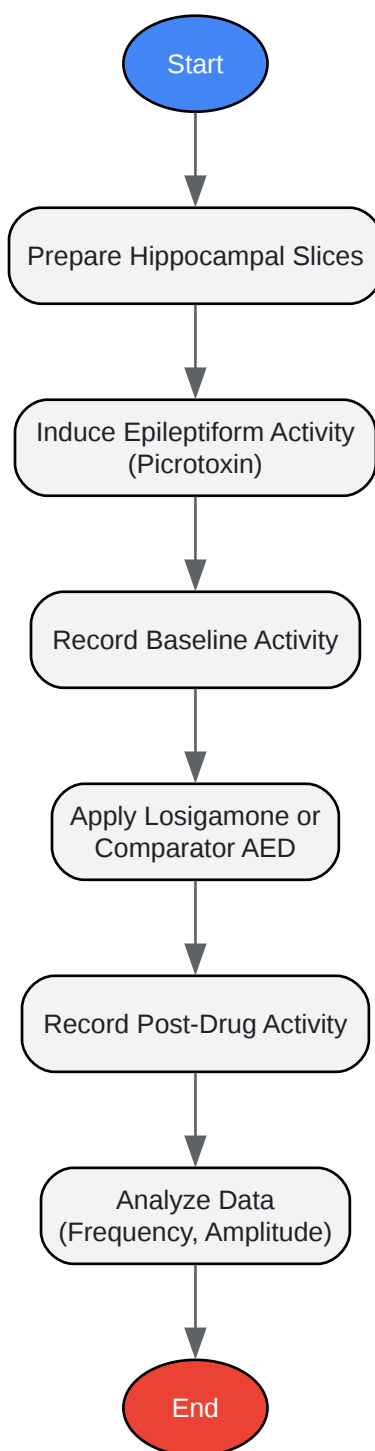 Start
Prepare Hippocampal Slices
Induce Epileptiform Activity
(Picrotoxin)
Record Baseline Activity
Apply Losigamone or
Comparator AED
Record Post-Drug Activity
Analyze Data
(Frequency, Amplitude)
End